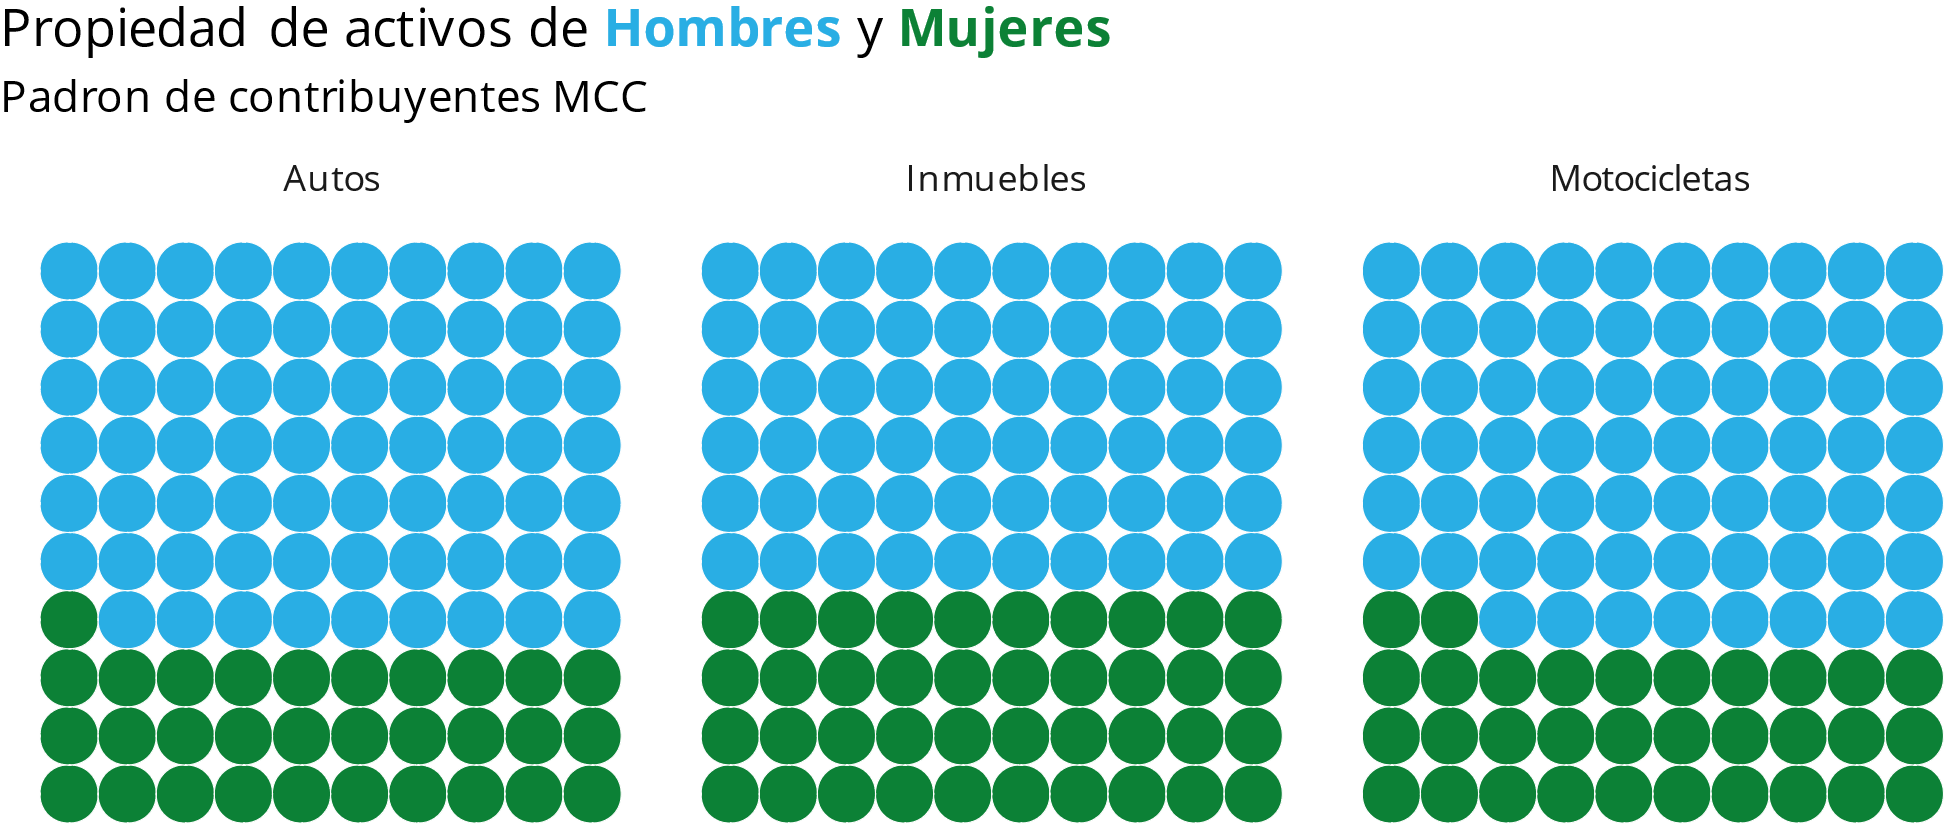 Propiedad de activos de Hombres y Mujeres
Padron de contribuyentes MCC
Autos
Inmuebles
Motocicletas